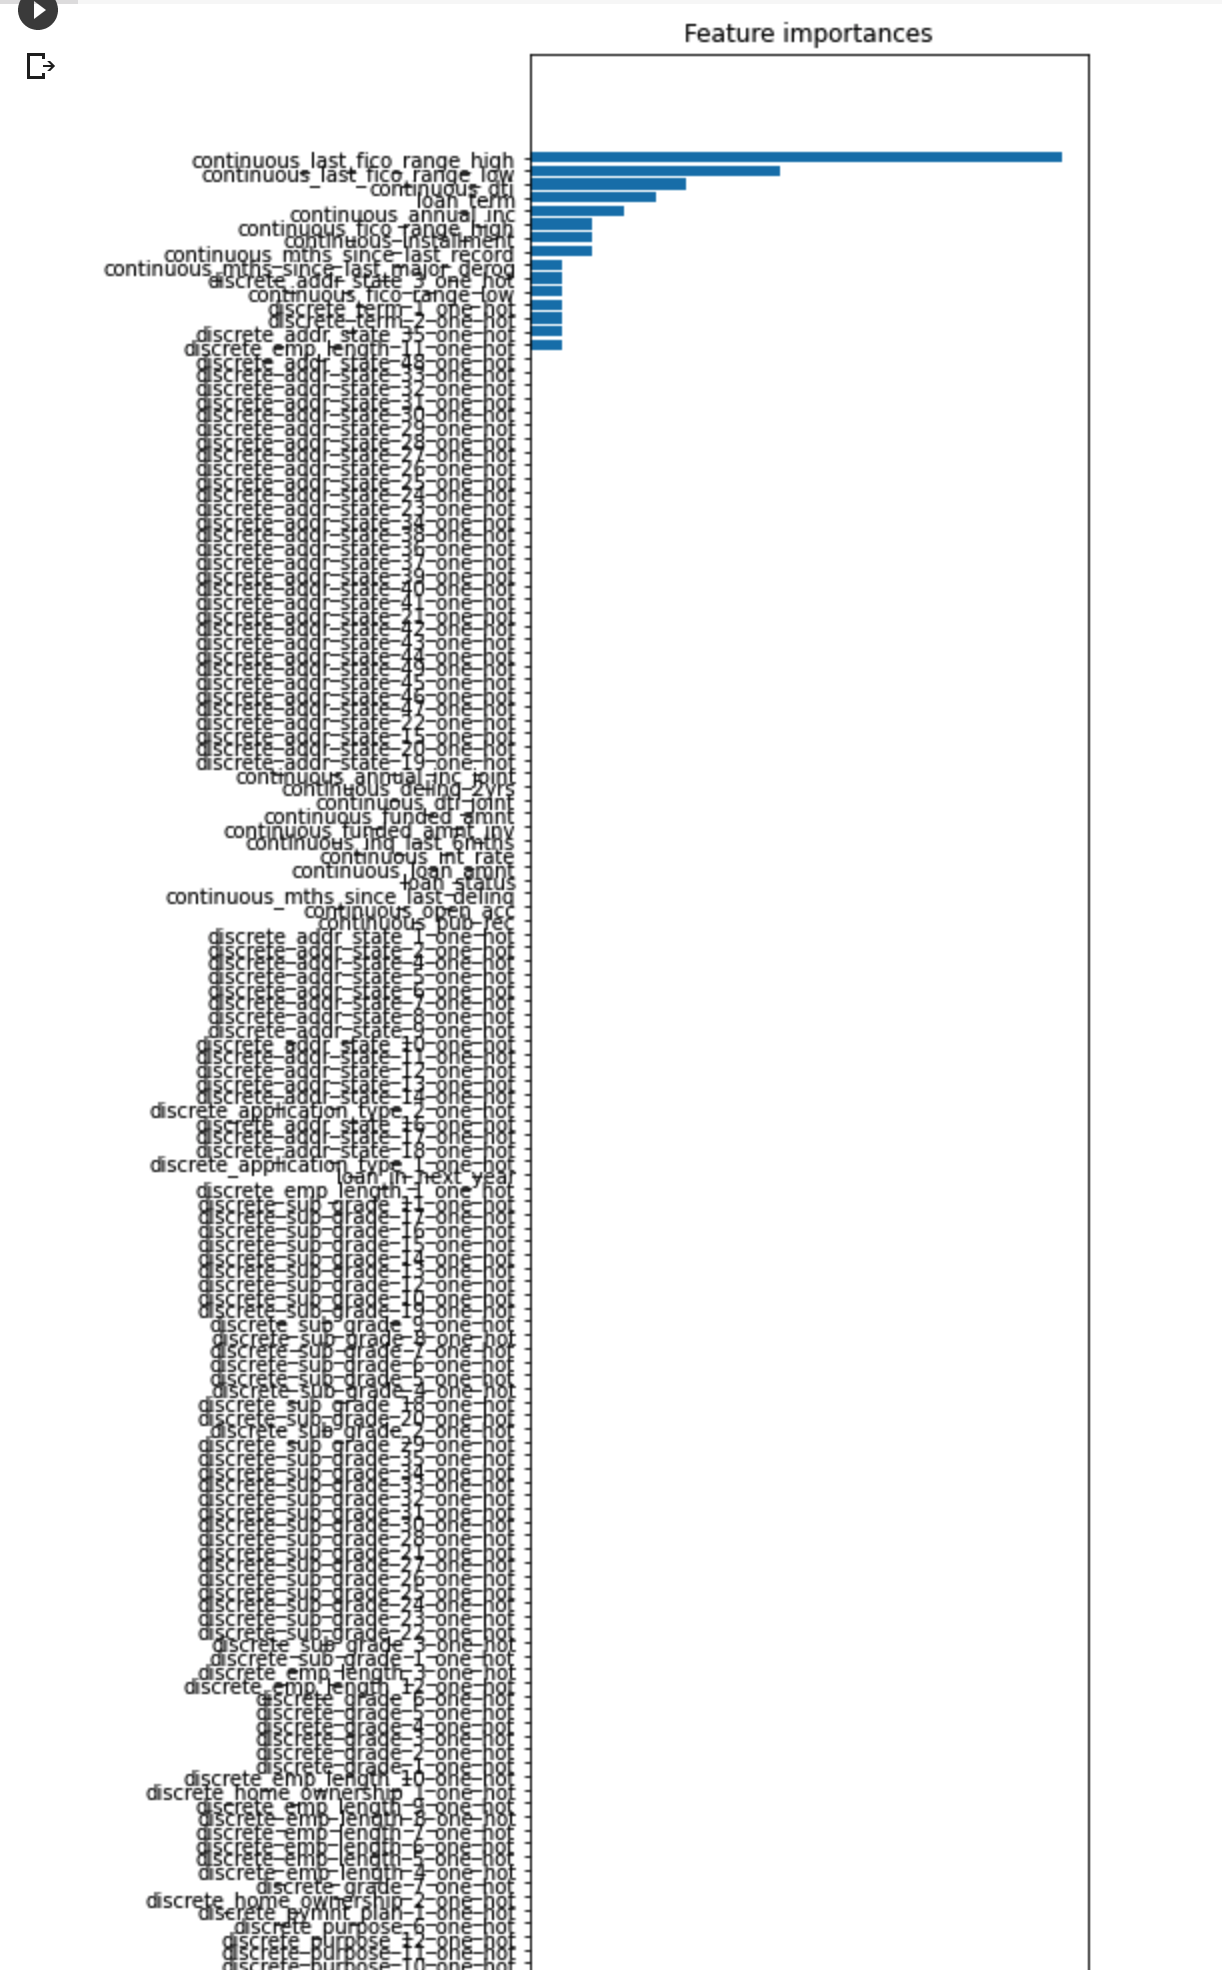 Feature importances
continuous_last_fico_range_high
continuous_last_fico_range_low
continuous_dti
loan_term
continuous_annual_inc
continuous_fico_range_high
continuous_installment
continuous_mths_since_last_record
continuous_mths_since_last_major_derog
discrete_addr_state_3_one_hot
continuous_fico_range_low
discrete_term_1_one_hot
discrete_term_2_one_hot
discrete_addr_state_35_one_hot
discrete_emp_length_11_one_hot
discrete_addr_state_48_one_hot
discrete_addr_state_33_one_hot
discrete_addr_state_32_one_hot
discrete_addr_state_31_one_hot
discrete_addr_state_30_one_hot
discrete_addr_state_29_one_hot
discrete_addr_state_28_one_hot
discrete_addr_state_27_one_hot
discrete_addr_state_26_one_hot
discrete_addr_state_25_one_hot
discrete_addr_state_24_one_hot
discrete_addr_state_23_one_hot
discrete_addr_state_34_one_hot
discrete_addr_state_38_one_hot
discrete_addr_state_36_one_hot
discrete_addr_state_37_one_hot
discrete_addr_state_39_one_hot
discrete_addr_state_40_one_hot
discrete_addr_state_41_one_hot
discrete_addr_state_21_one_hot
discrete_addr_state_42_one_hot
discrete_addr_state_43_one_hot
discrete_addr_state_44_one_hot
discrete_addr_state_49_one_hot
discrete_addr_state_45_one_hot
discrete_addr_state_46_one_hot
discrete_addr_state_47_one_hot
discrete_addr_state_22_one_hot
discrete_addr_state_15_one_hot
discrete_addr_state_20_one_hot
discrete_addr_state_19_one_hot
continuous_annual_inc_joint
continuous_delinq_2yrs
continuous_dti_joint
continuous_funded_amnt
continuous_funded_amnt_inv
continuous_inq_last_6mths
continuous_int_rate
continuous_loan_amnt
loan_status
continuous_mths_since_last_delinq
continuous_open_acc
continuous_pub_rec
discrete_addr_state_1_one_hot
discrete_addr_state_2_one_hot
discrete_addr_state_4_one_hot
discrete_addr_state_5_one_hot
discrete_addr_state_6_one_hot
discrete_addr_state_7_one_hot
discrete_addr_state_8_one_hot
discrete_addr_state_9_one_hot
discrete_addr_state_10_one_hot
discrete_addr_state_11_one_hot
discrete_addr_state_12_one_hot
discrete_addr_state_13_one_hot
discrete_addr_state_14_one_hot
discrete_application_type_2_one_hot
discrete_addr_state_16_one_hot
discrete_addr_state_17_one_hot
discrete_addr_state_18_one_hot
discrete_application_type_1_one_hot
loan_in_next_year
discrete_emp_length_1_one_hot
discrete_sub_grade_11_one_hot
discrete_sub_grade_17_one_hot
discrete_sub_grade_16_one_hot
discrete_sub_grade_15_one_hot
discrete_sub_grade_14_one_hot
discrete_sub_grade_13_one_hot
discrete_sub_grade_12_one_hot
discrete_sub_grade_10_one_hot
discrete_sub_grade_19_one_hot
discrete_sub_grade_9_one_hot
discrete_sub_grade_8_one_hot
discrete_sub_grade_7_one_hot
discrete_sub_grade_6_one_hot
discrete_sub_grade_5_one_hot
discrete_sub_grade_4_one_hot
discrete_sub_grade_18_one_hot
discrete_sub_grade_20_one_hot
discrete_sub_grade_2_one_hot
discrete_sub_grade_29_one_hot
discrete_sub_grade_35_one_hot
discrete_sub_grade_34_one_hot
discrete_sub_grade_33_one_hot
discrete_sub_grade_32_one_hot
discrete_sub_grade_31_one_hot
discrete_sub_grade_30_one_hot
discrete_sub_grade_28_one_hot
discrete_sub_grade_21_one_hot
discrete_sub_grade_27_one_hot
discrete_sub_grade_26_one_hot
discrete_sub_grade_25_one_hot
discrete_sub_grade_24_one_hot
discrete_sub_grade_23_one_hot
discrete_sub_grade_22_one_hot
discrete_sub_grade_3_one_hot
discrete_sub_grade_1_one_hot
discrete_emp_length_3_one_hot
discrete_emp_length_12_one_hot
discrete_grade_6_one_hot
discrete_grade_5_one_hot
discrete_grade_4_one_hot
discrete_grade_3_one_hot
discrete_grade_2_one_hot
discrete_grade_1_one_hot
discrete_emp_length_10_one_hot
discrete_home_ownership_1_one_hot
discrete_emp_length_9_one_hot
discrete_emp_length_8_one_hot
discrete_emp_length_7_one_hot
discrete_emp_length_6_one_hot
discrete_emp_length_5_one_hot
discrete_emp_length_4_one_hot
discrete_grade_7_one_hot
discrete_home_ownership_2_one_hot
discrete_pymnt_plan_1_one_hot
discrete_purpose_6_one_hot
discrete_purpose_12_one_hot
discrete_purpose_11_one_hot
discrete_purpose_10_one_hot